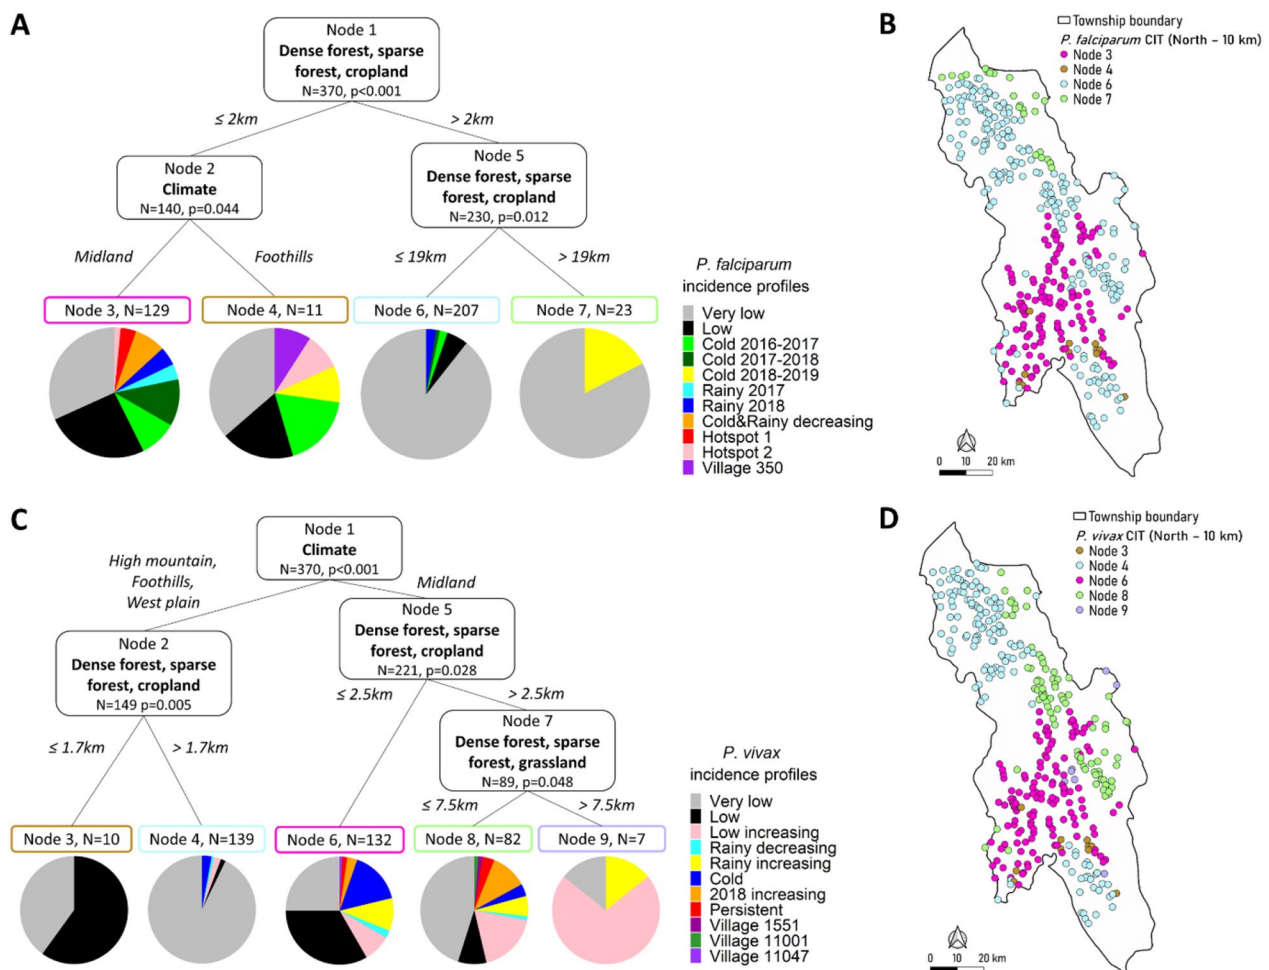 A
Node 1
Dense forest, sparse
forest, cropland
N=370, p<0.001
≤ 2km
> 2km
Node 2
Climate
N=140, p=0.044
Node 5
Dense forest, sparse
forest, cropland
N=230, p=0.012
Midland
Foothills
≤ 19km
> 19km
Node 3, N=129
Node 4, N=11
Node 6, N=207
Node 7, N=23
P. falciparum
incidence profiles
Very low
Low
Cold 2016-2017
Cold 2017-2018
Cold 2018-2019
Rainy 2017
Rainy 2018
Cold&Rainy decreasing
Hotspot 1
Hotspot 2
Village 350
B
Township boundary
P. falciparum CIT (North – 10 km)
Node 3
Node 4
Node 6
Node 7
0 10 20 km
C
Node 1
Climate
N=370, p<0.001
High mountain,
Foothills,
West plain
Midland
Node 2
Dense forest, sparse
forest, cropland
N=149 p=0.005
Node 5
Dense forest, sparse
forest, cropland
N=221, p=0.028
≤ 2.5km
> 2.5km
Node 7
Dense forest, sparse
forest, grassland
N=89, p=0.048
≤ 1.7km
> 1.7km
≤ 7.5km
> 7.5km
Node 3, N=10
Node 4, N=139
Node 6, N=132
Node 8, N=82
Node 9, N=7
P. vivax
incidence profiles
Very low
Low
Low increasing
Rainy decreasing
Rainy increasing
Cold
2018 increasing
Persistent
Village 1551
Village 11001
Village 11047
D
Township boundary
P. vivax CIT (North – 10 km)
Node 3
Node 4
Node 6
Node 8
Node 9
0 10 20 km